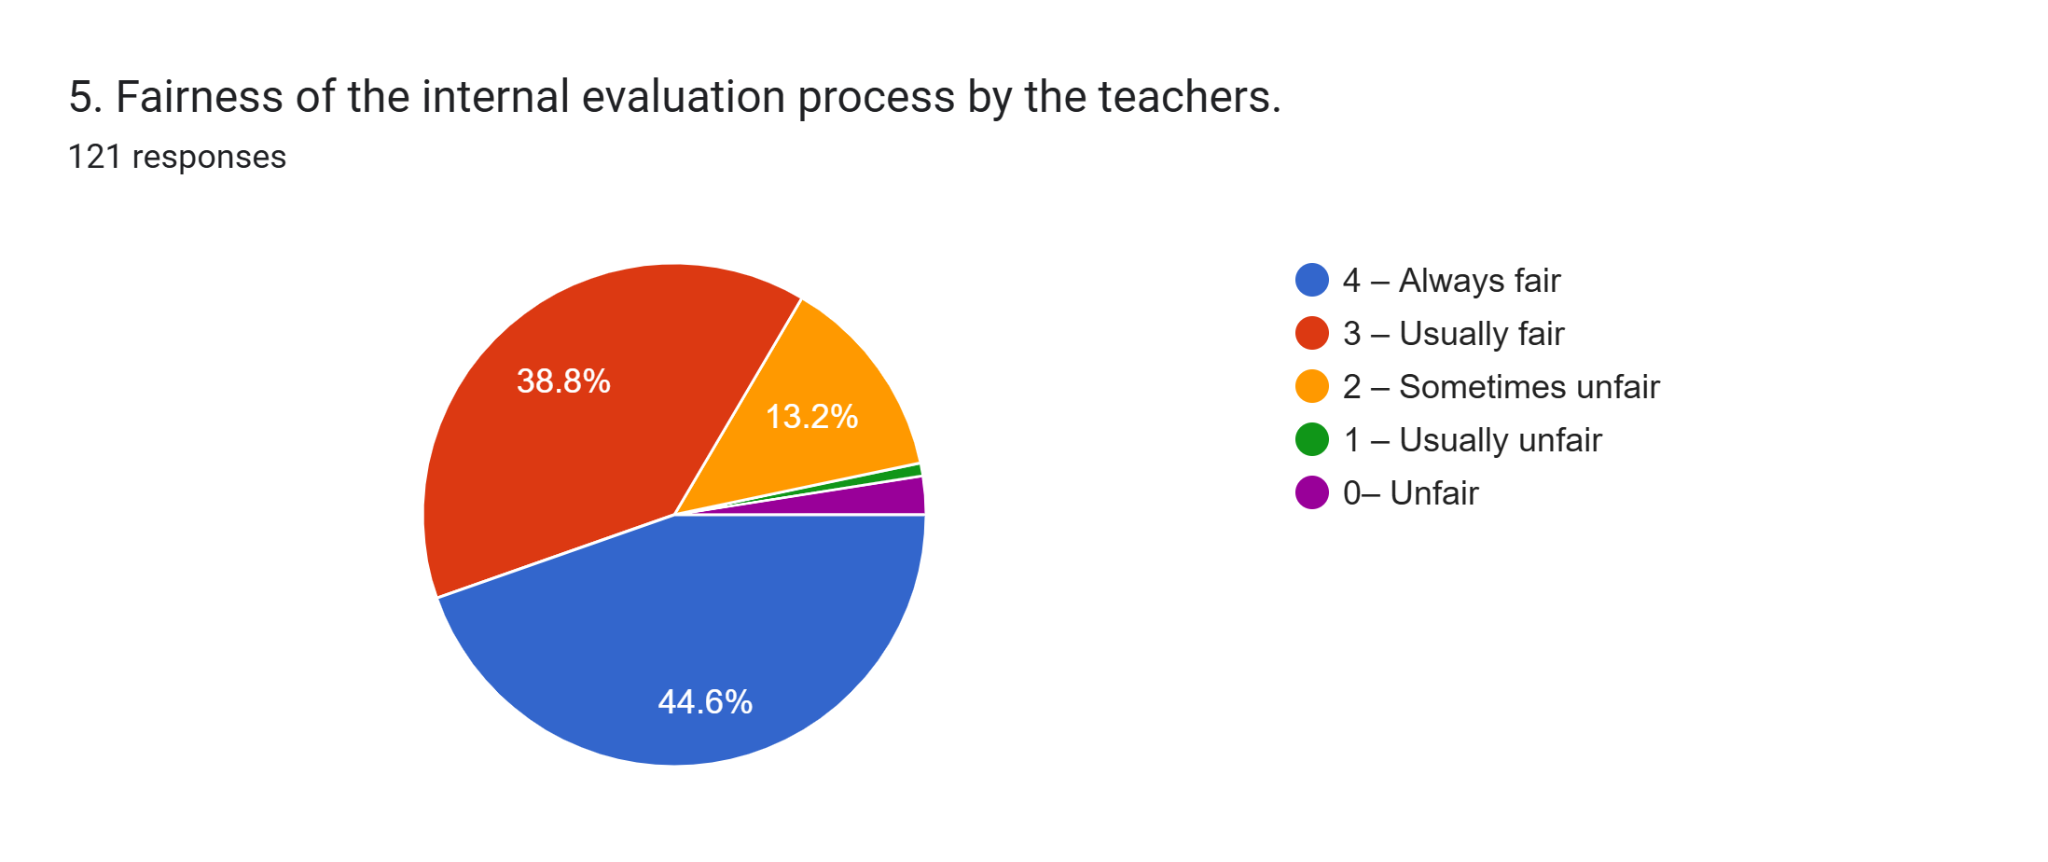 5. Fairness of the internal evaluation process by the teachers.
121 responses
38.8%
13.2%
44.6%
4 – Always fair
3 – Usually fair
2 – Sometimes unfair
1 – Usually unfair
0– Unfair